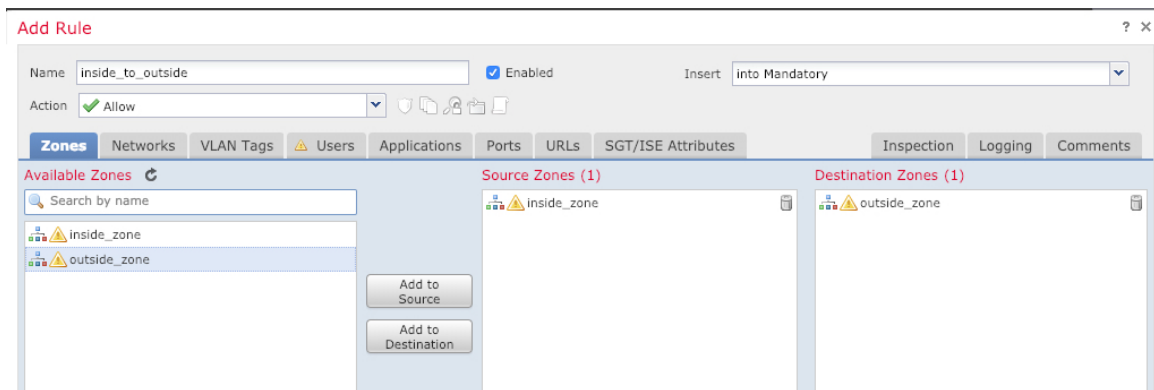 Add Rule ? ×
Name inside_to_outside Enabled Insert into Mandatory
Action Allow
Zones Networks VLAN Tags Users Applications Ports URLs SGT/ISE Attributes Inspection Logging Comments
Available Zones Source Zones (1) Destination Zones (1)
Search by name inside_zone outside_zone
inside_zone
outside_zone
Add to
Source
Add to
Destination